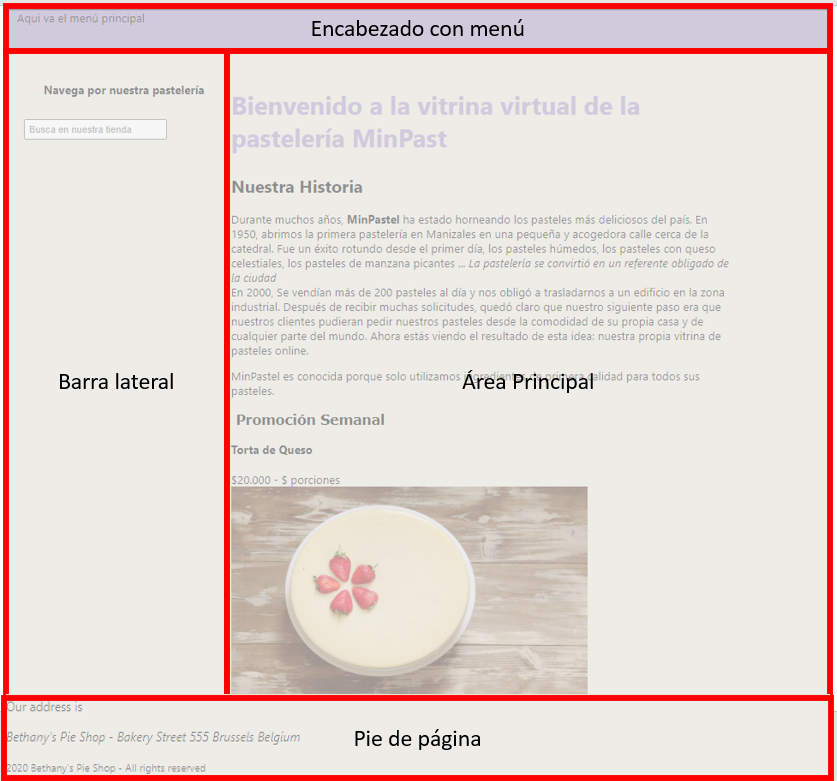 Aqui va el menú principal
Encabezado con menú
Navega por nuestra pastelería
Busca en nuestra tienda
Barra lateral
Bienvenido a la vitrina virtual de la
pastelería MinPast
Nuestra Historia
Durante muchos años, MinPastel ha estado horneando los pasteles más deliciosos del país. En
1950, abrimos la primera pastelería en Manizales en una pequeña y acogedora calle cerca de la
catedral. Fue un éxito rotundo desde el primer día, los pasteles húmedos, los pasteles con queso
celestiales, los pasteles de manzana picantes ... La pastelería se convirtió en un referente obligado de
la ciudad
En 2000, Se vendían más de 200 pasteles al día y nos obligó a trasladarnos a un edificio en la zona
industrial. Después de recibir muchas solicitudes, quedó claro que nuestro siguiente paso era que
nuestros clientes pudieran pedir nuestros pasteles desde la comodidad de su propia casa y de
cualquier parte del mundo. Ahora estás viendo el resultado de esta idea: nuestra propia vitrina de
pasteles online.
MinPastel es conocida porque solo utilizamos ingredientes de primera calidad para todos sus
pasteles.
Área Principal
Promoción Semanal
Torta de Queso
$20.000 - $ porciones
Our address is
Bethany's Pie Shop - Bakery Street 555 Brussels Belgium
Pie de página
2020 Bethany's Pie Shop - All rights reserved